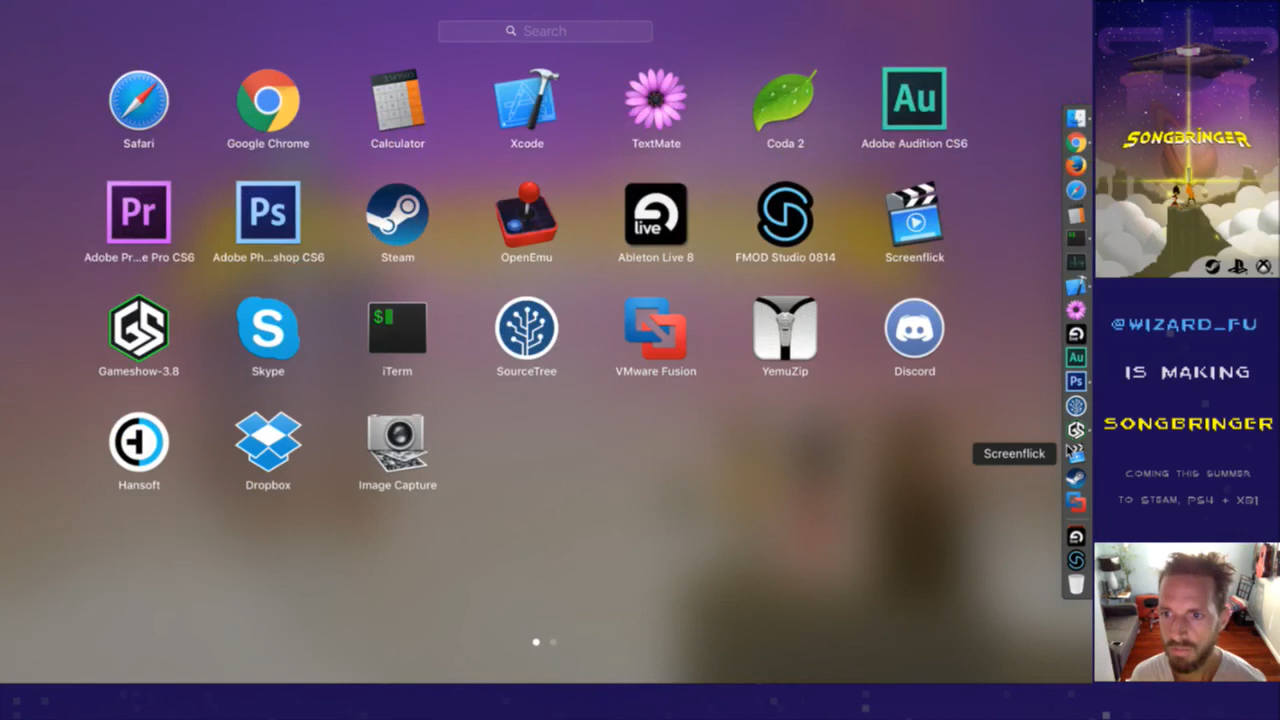 Search
Safari
Google Chrome
Calculator
Xcode
TextMate
Coda 2
Au
Adobe Audition CS6
Pr
Ps
live
Adobe Pr...e Pro CS6
Adobe Ph...shop CS6
Steam
OpenEmu
Ableton Live 8
FMOD Studio 0814
Screenflick
GS
S
$
Gameshow-3.8
Skype
iTerm
SourceTree
VMware Fusion
YemuZip
Discord
Hansoft
Dropbox
Image Capture
Screenflick
Au
Ps
SONGBRINGER
@WIZARD_FU
IS MAKING
SONGBRINGER
COMING THIS SUMMER
TO STEAM, PS4 + XB1